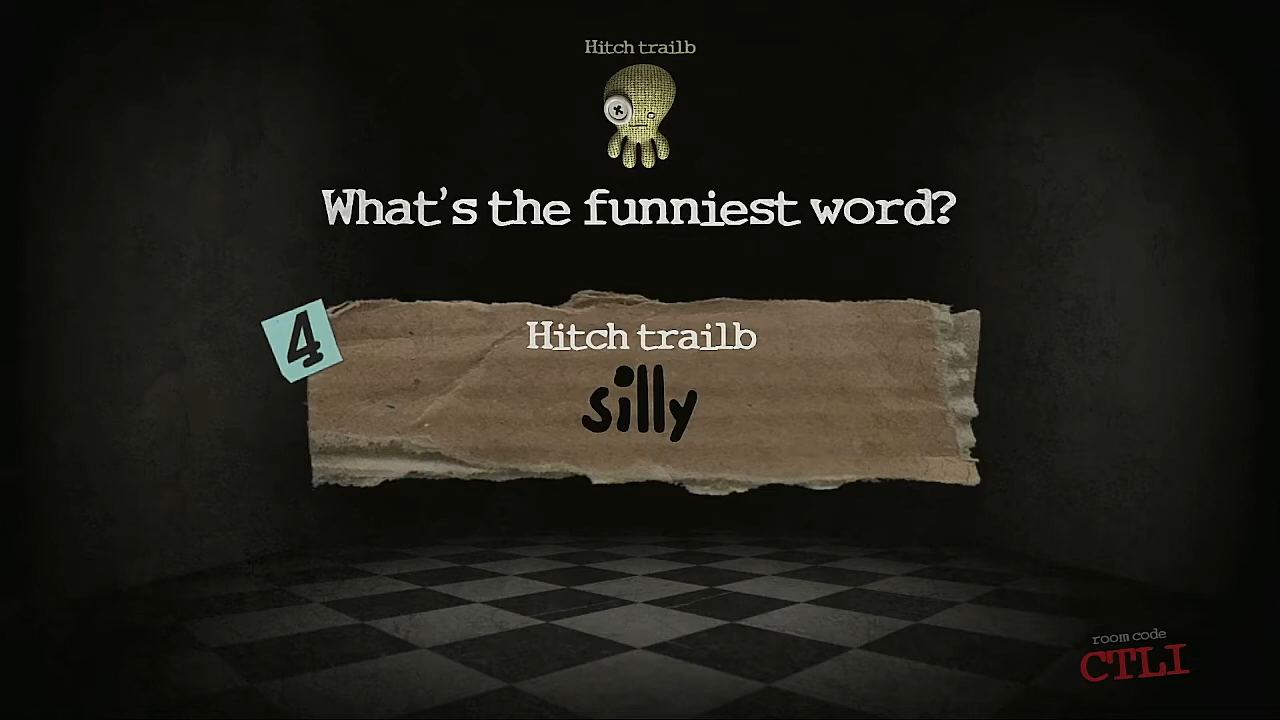 Hitch trailb
What's the funniest word?
4
Hitch trailb
silly
room code
CTLI